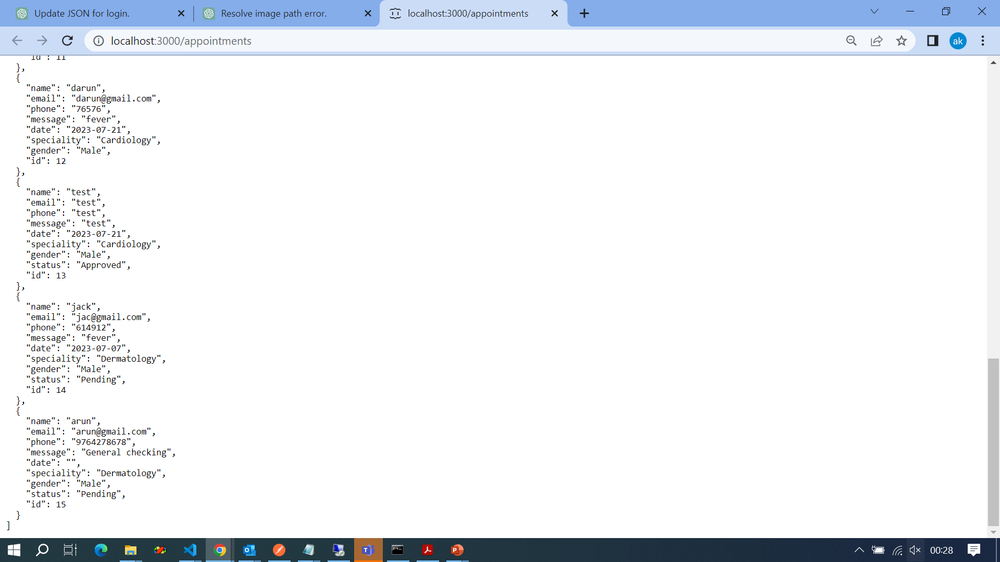 Update JSON for login.
Resolve image path error.
localhost:3000/appointments
localhost:3000/appointments
ak
"id": 11
},
{
"name": "darun",
"email": "darun@gmail.com",
"phone": "76576",
"message": "fever",
"date": "2023-07-21",
"speciality": "Cardiology",
"gender": "Male",
"id": 12
},
{
"name": "test",
"email": "test",
"phone": "test",
"message": "test",
"date": "2023-07-21",
"speciality": "Cardiology",
"gender": "Male",
"status": "Approved",
"id": 13
},
{
"name": "jack",
"email": "jac@gmail.com",
"phone": "614912",
"message": "fever",
"date": "2023-07-07",
"speciality": "Dermatology",
"gender": "Male",
"status": "Pending",
"id": 14
},
{
"name": "arun",
"email": "arun@gmail.com",
"phone": "9764278678",
"message": "General checking",
"date": "",
"speciality": "Dermatology",
"gender": "Male",
"status": "Pending",
"id": 15
}
]
00:28